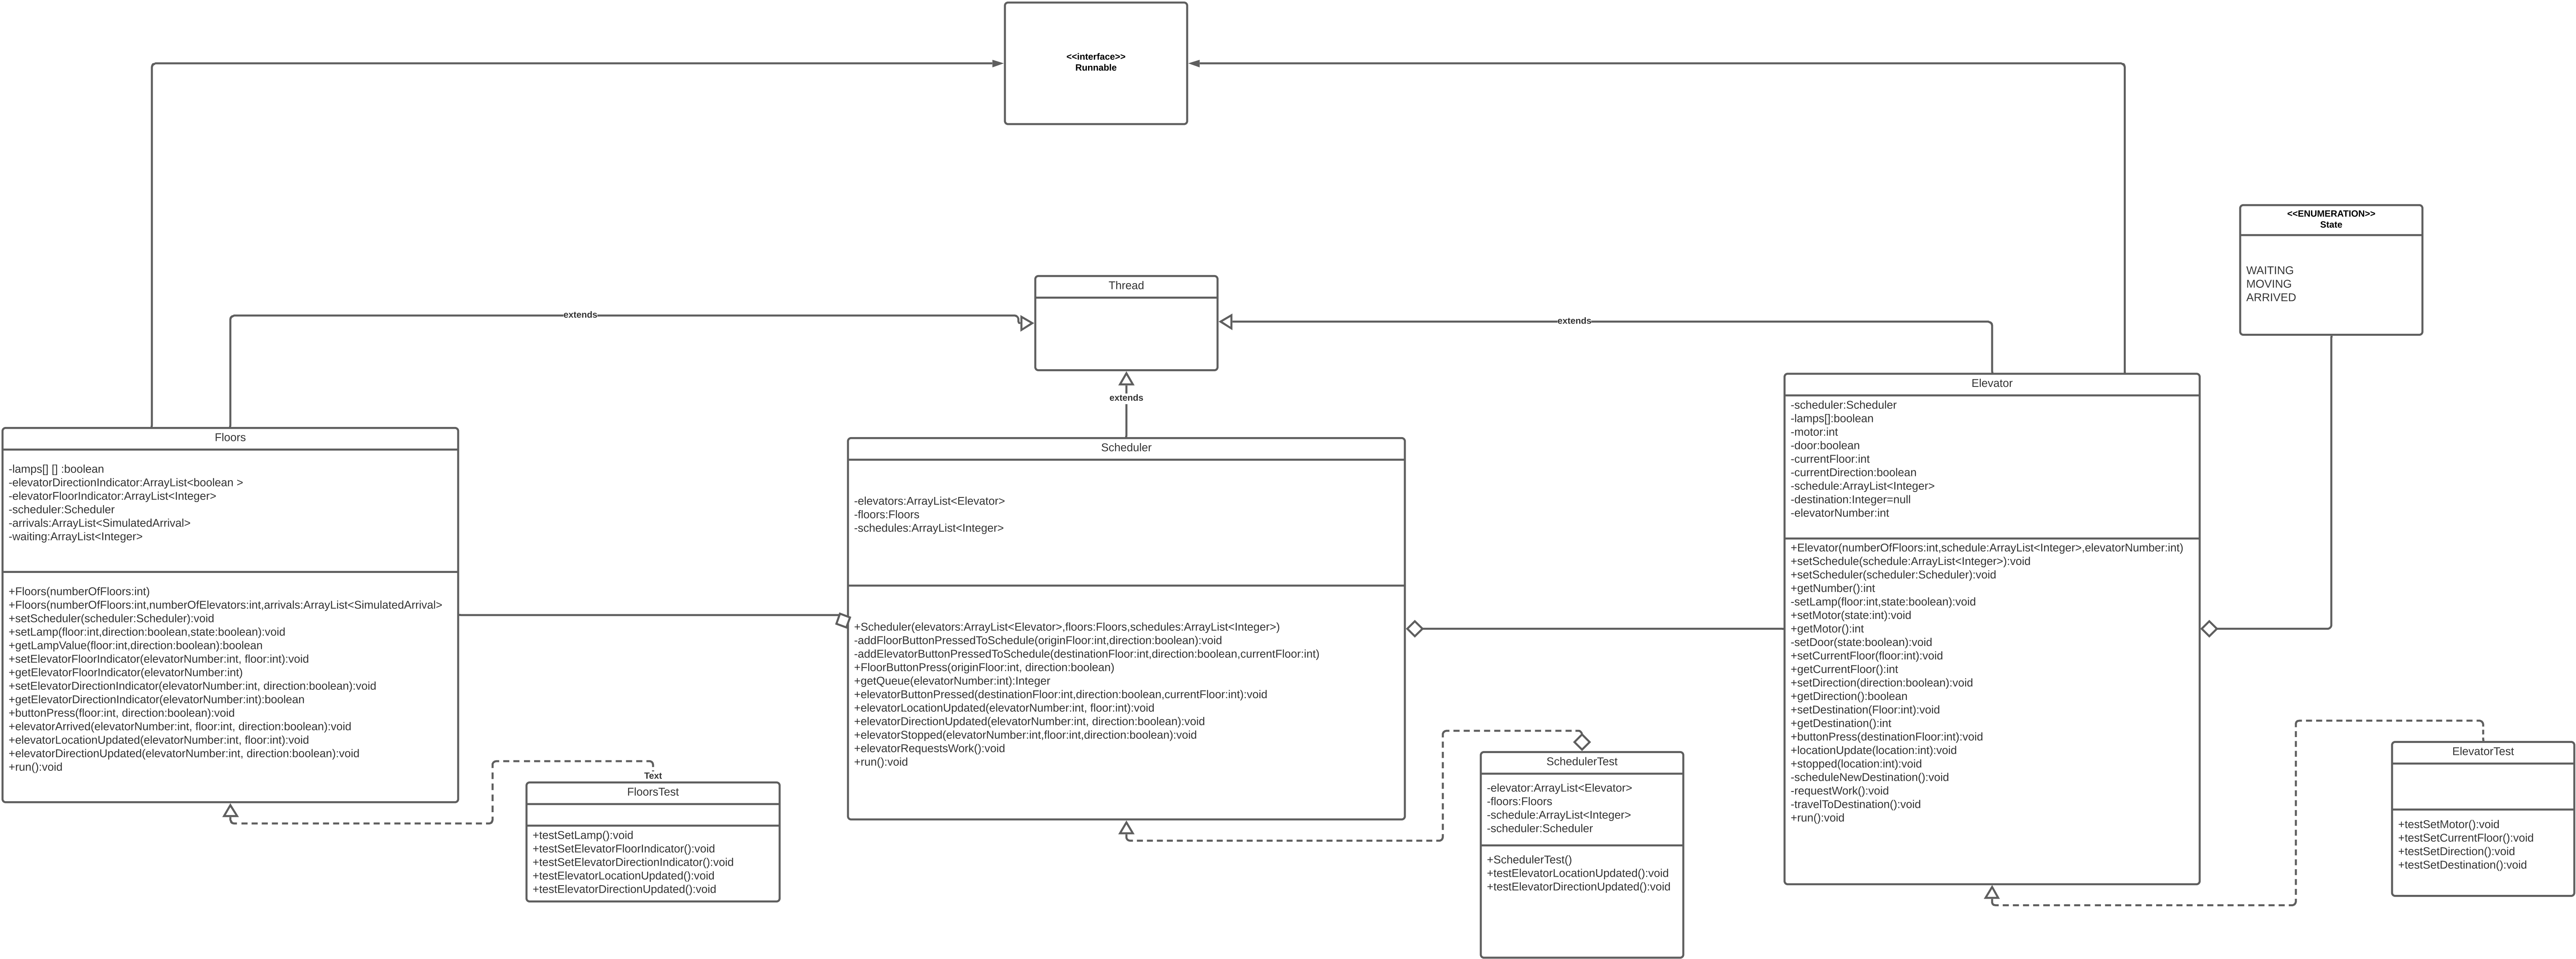 <<interface>>
Runnable
<<ENUMERATION>>
State
WAITING
MOVING
ARRIVED
Thread
extends
extends
extends
Floors
-lamps[] [] :boolean
-elevatorDirectionIndicator:ArrayList<boolean >
-elevatorFloorIndicator:ArrayList<Integer>
-scheduler:Scheduler
-arrivals:ArrayList<SimulatedArrival>
-waiting:ArrayList<Integer>
+Floors(numberOfFloors:int)
+Floors(numberOfFloors:int,numberOfElevators:int,arrivals:ArrayList<SimulatedArrival>
+setScheduler(scheduler:Scheduler):void
+setLamp(floor:int,direction:boolean,state:boolean):void
+getLampValue(floor:int,direction:boolean):boolean
+setElevatorFloorIndicator(elevatorNumber:int, floor:int):void
+getElevatorFloorIndicator(elevatorNumber:int)
+setElevatorDirectionIndicator(elevatorNumber:int, direction:boolean):void
+getElevatorDirectionIndicator(elevatorNumber:int):boolean
+buttonPress(floor:int, direction:boolean):void
+elevatorArrived(elevatorNumber:int, floor:int, direction:boolean):void
+elevatorLocationUpdated(elevatorNumber:int, floor:int):void
+elevatorDirectionUpdated(elevatorNumber:int, direction:boolean):void
+run():void
Scheduler
-elevators:ArrayList<Elevator>
-floors:Floors
-schedules:ArrayList<Integer>
+Scheduler(elevators:ArrayList<Elevator>,floors:Floors,schedules:ArrayList<Integer>)
-addFloorButtonPressedToSchedule(originFloor:int,direction:boolean):void
-addElevatorButtonPressedToSchedule(destinationFloor:int,direction:boolean,currentFloor:int)
+FloorButtonPress(originFloor:int, direction:boolean)
+getQueue(elevatorNumber:int):Integer
+elevatorButtonPressed(destinationFloor:int,direction:boolean,currentFloor:int):void
+elevatorLocationUpdated(elevatorNumber:int, floor:int):void
+elevatorDirectionUpdated(elevatorNumber:int, direction:boolean):void
+elevatorStopped(elevatorNumber:int,floor:int,direction:boolean):void
+elevatorRequestsWork():void
+run():void
Elevator
-scheduler:Scheduler
-lamps[]:boolean
-motor:int
-door:boolean
-currentFloor:int
-currentDirection:boolean
-schedule:ArrayList<Integer>
-destination:Integer=null
-elevatorNumber:int
+Elevator(numberOfFloors:int,schedule:ArrayList<Integer>,elevatorNumber:int)
+setSchedule(schedule:ArrayList<Integer>):void
+setScheduler(scheduler:Scheduler):void
+getNumber():int
-setLamp(floor:int,state:boolean):void
+setMotor(state:int):void
+getMotor():int
-setDoor(state:boolean):void
+setCurrentFloor(floor:int):void
+getCurrentFloor():int
+setDirection(direction:boolean):void
+getDirection():boolean
+setDestination(Floor:int):void
+getDestination():int
+buttonPress(destinationFloor:int):void
+locationUpdate(location:int):void
+stopped(location:int):void
-scheduleNewDestination():void
-requestWork():void
-travelToDestination():void
+run():void
Text
FloorsTest
+testSetLamp():void
+testSetElevatorFloorIndicator():void
+testSetElevatorDirectionIndicator():void
+testElevatorLocationUpdated():void
+testElevatorDirectionUpdated():void
SchedulerTest
-elevator:ArrayList<Elevator>
-floors:Floors
-schedule:ArrayList<Integer>
-scheduler:Scheduler
+SchedulerTest()
+testElevatorLocationUpdated():void
+testElevatorDirectionUpdated():void
ElevatorTest
+testSetMotor():void
+testSetCurrentFloor():void
+testSetDirection():void
+testSetDestination():void